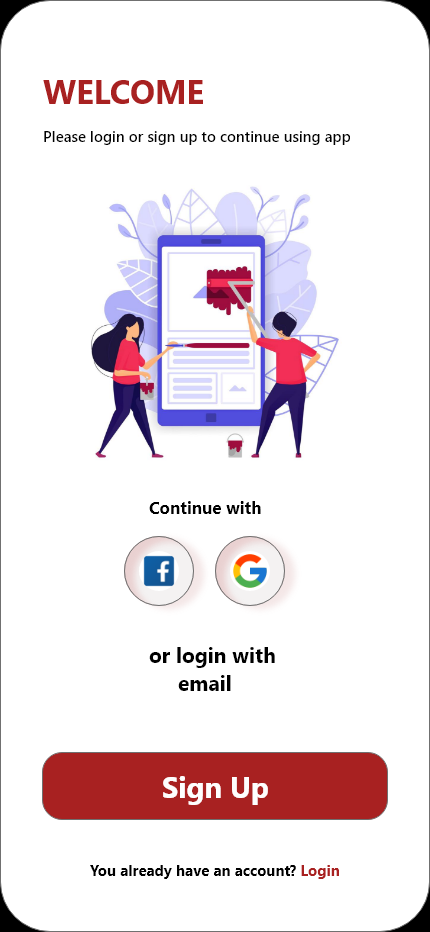 WELCOME
Please login or sign up to continue using app
Continue with
or login with
email
Sign Up
You already have an account? Login